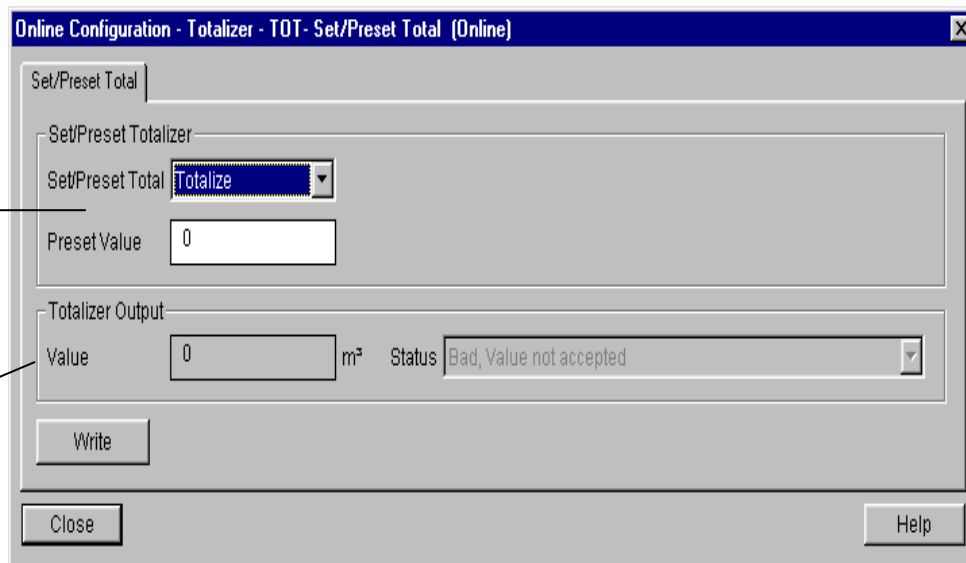 Online Configuration - Totalizer - TOT- Set/Preset Total (Online)
Set/Preset Total
Set/Preset Totalizer
Set/Preset Total Totalize
Preset Value 0
Totalizer Output
Value 0 m³ Status Bad, Value not accepted
Write
Close Help